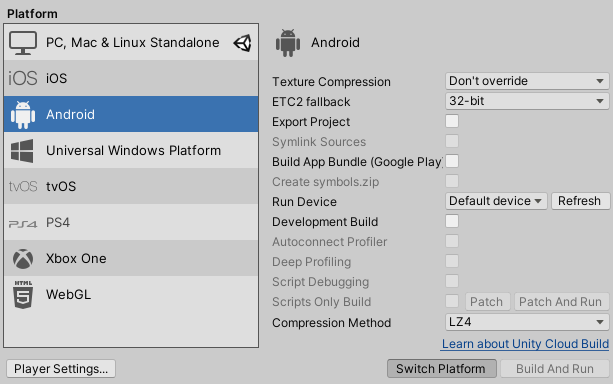 Platform
PC, Mac & Linux Standalone
iOS iOS
Android
Universal Windows Platform
tvOS tvOS
PS4 PS4
Xbox One
HTML 5 WebGL
Android
Texture Compression Don't override
ETC2 fallback 32-bit
Export Project
Symlink Sources
Build App Bundle (Google Play)
Create symbols.zip
Run Device Default device Refresh
Development Build
Autoconnect Profiler
Deep Profiling
Script Debugging
Scripts Only Build Patch Patch And Run
Compression Method LZ4
Learn about Unity Cloud Build
Player Settings... Switch Platform Build And Run